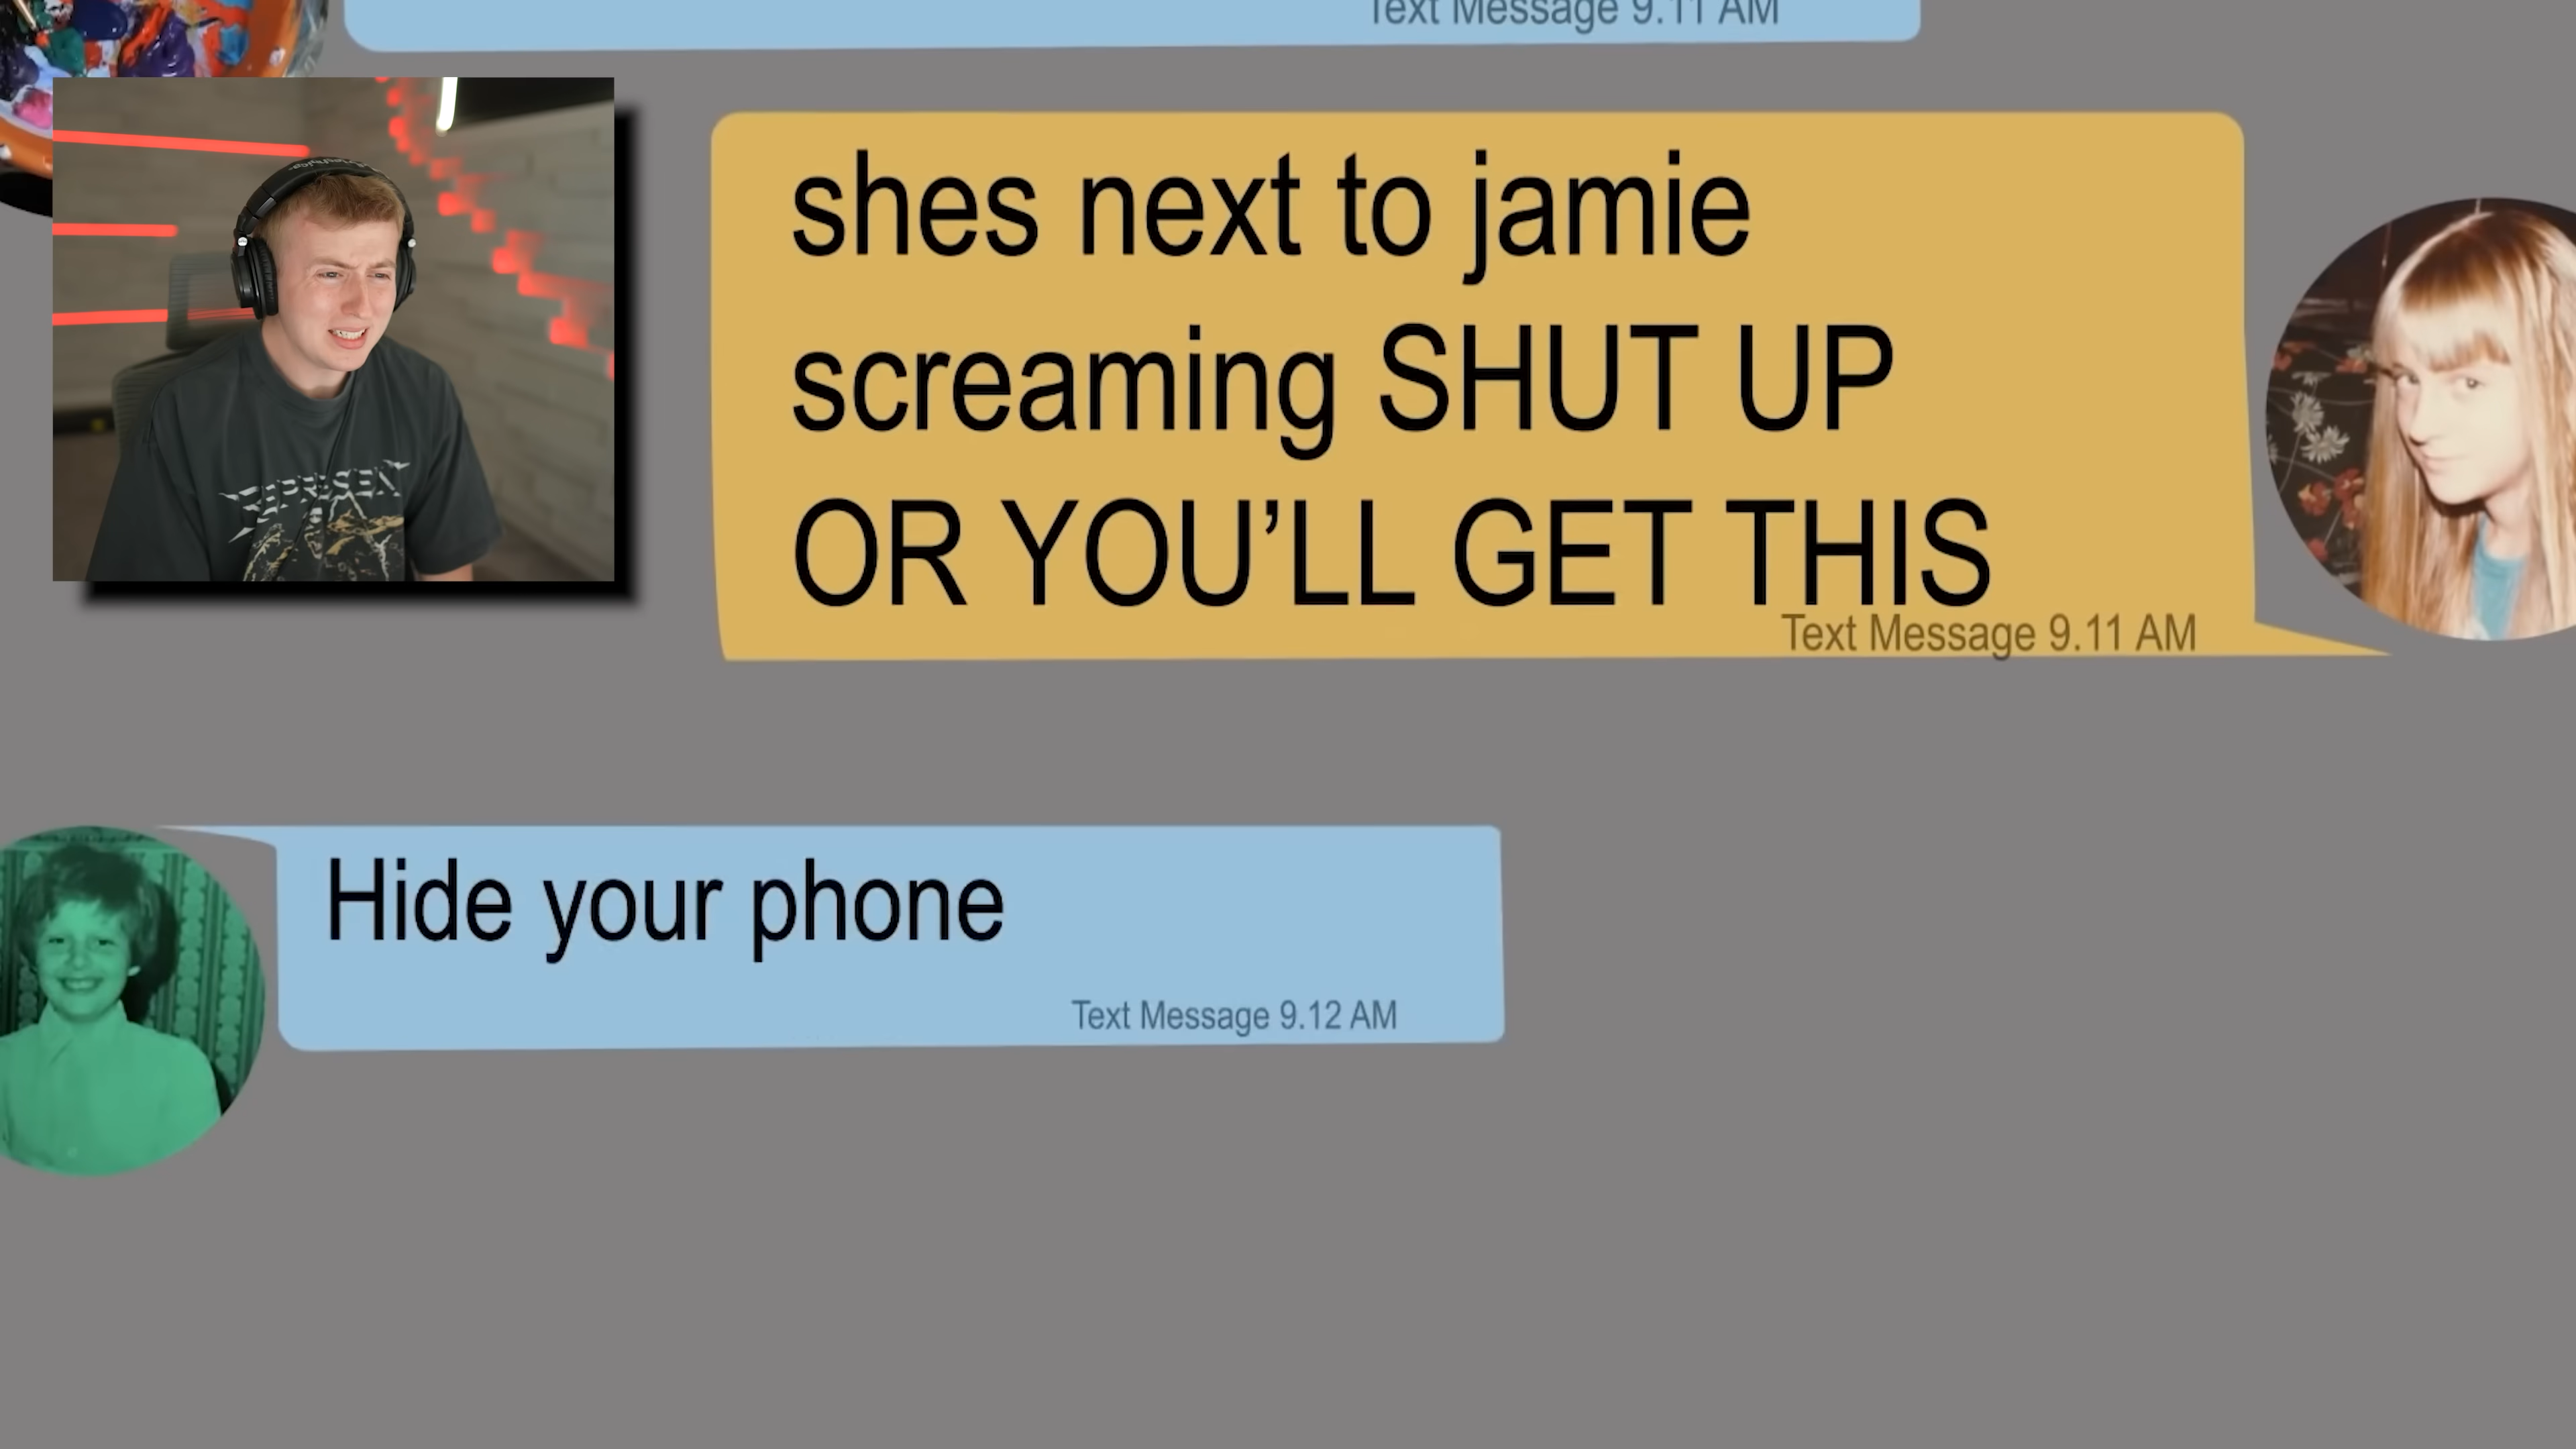 Text Message 9.11 AM
shes next to jamie
screaming SHUT UP
OR YOU'LL GET THIS
Text Message 9.11 AM
Hide your phone
Text Message 9.12 AM